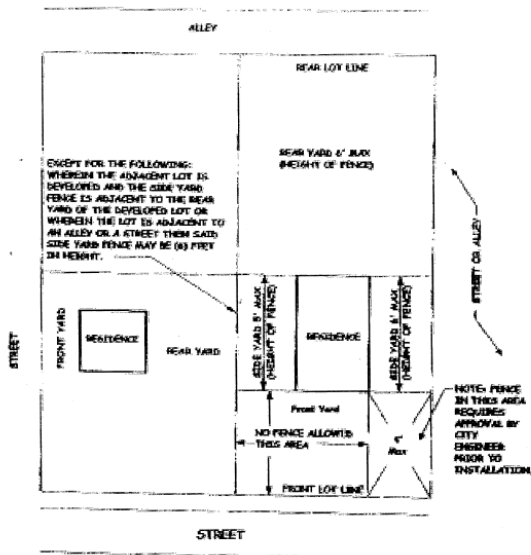 ALLEY
REAR LOT LINE
REAR YARD 6' MAX
(HEIGHT OF FENCE)
EXCEPT FOR THE FOLLOWING:
WHEREIN THE ADJACENT LOT IS
DEVELOPED AND THE SIDE YARD
FENCE IS ADJACENT TO THE REAR
YARD OF THE DEVELOPED LOT OR
WHEREIN THE LOT IS ADJACENT TO
AN ALLEY OR A STREET THEN SAID
SIDE YARD FENCE MAY BE (6) FEET
IN HEIGHT.
STREET OR ALLEY
STREET
FRONT YARD
RESIDENCE
REAR YARD
SIDE YARD 5' MAX
(HEIGHT OF FENCE)
RESIDENCE
SIDE YARD 6' MAX
(HEIGHT OF FENCE)
Front Yard
NO FENCE ALLOWED
THIS AREA
Max
NOTE: FENCE
IN THIS AREA
REQUIRES
APPROVAL BY
CITY
ENGINEER
PRIOR TO
INSTALLATION.
FRONT LOT LINE
STREET